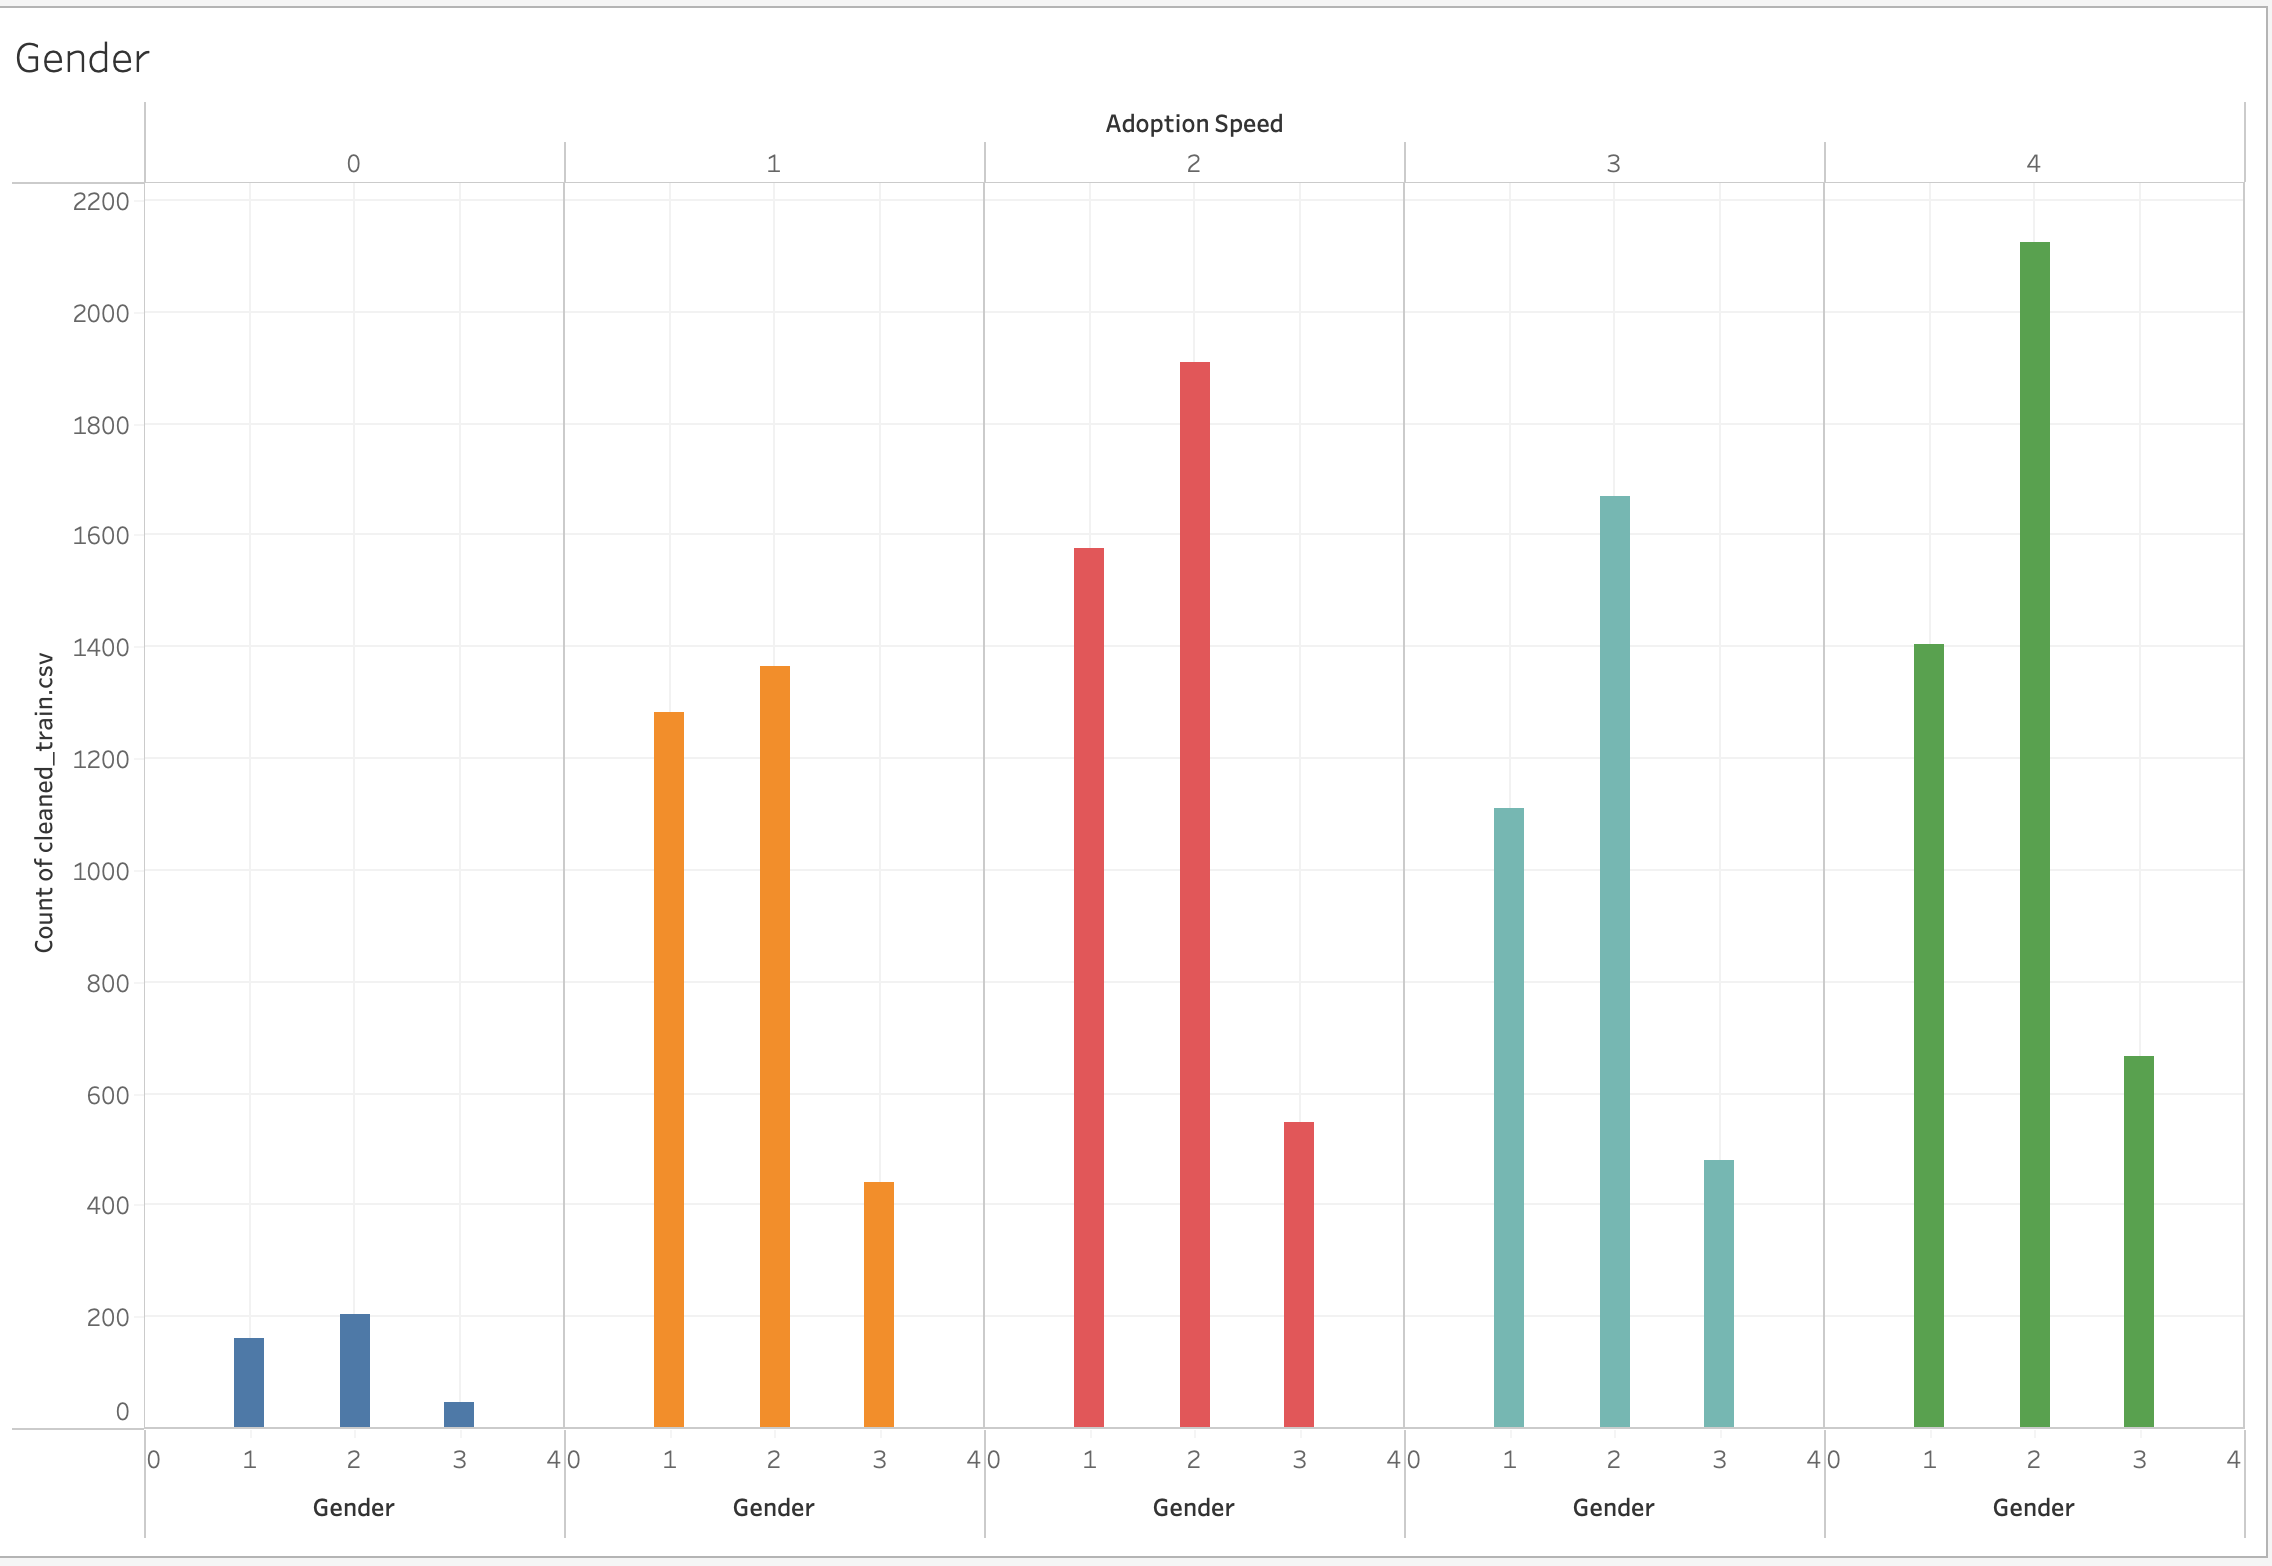 Gender
Adoption Speed
0 1 2 3 4
2200
2000
1800
1600
1400
1200
1000
800
600
400
200
0
Count of cleaned_train.csv
0 1 2 3 4 0 1 2 3 4 0 1 2 3 4 0 1 2 3 4 0 1 2 3 4
Gender Gender Gender Gender Gender